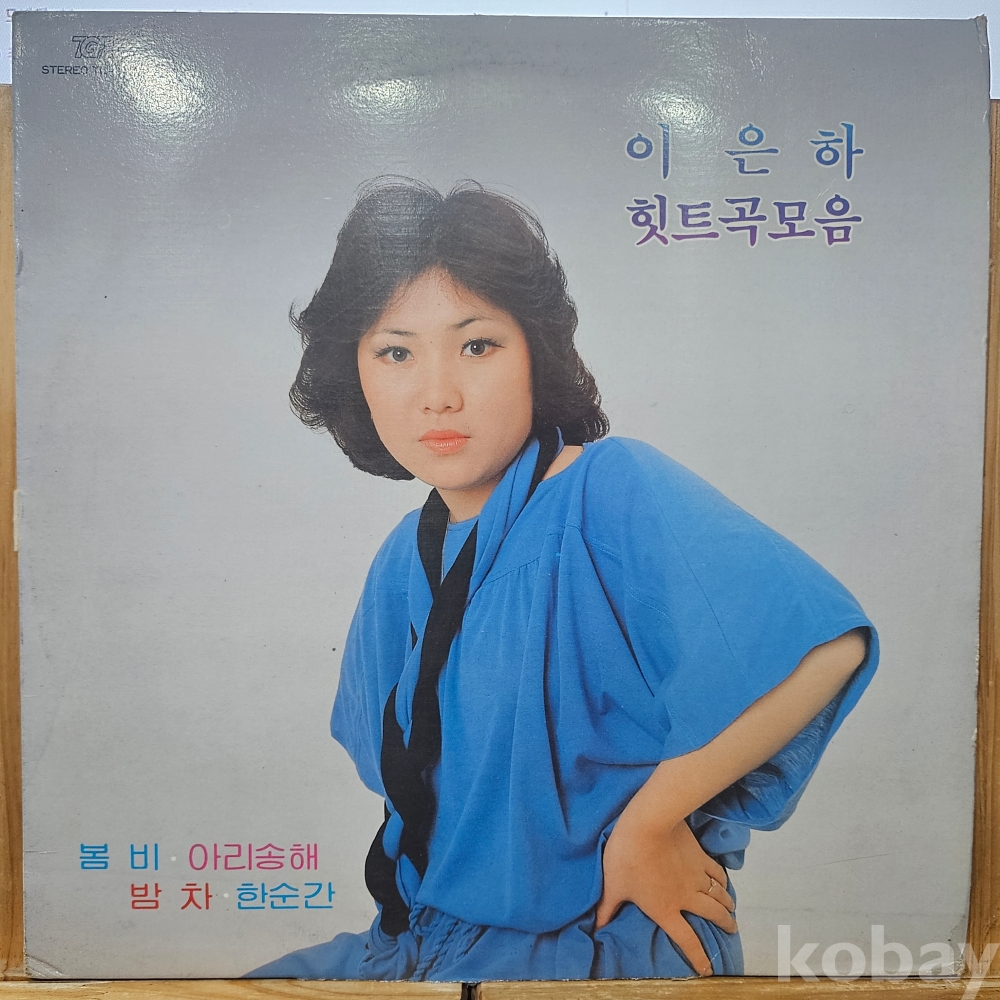 STEREO
이 은 하
힛트곡모음
봄 비 · 아리송해
밤 차 · 한순간
kobay